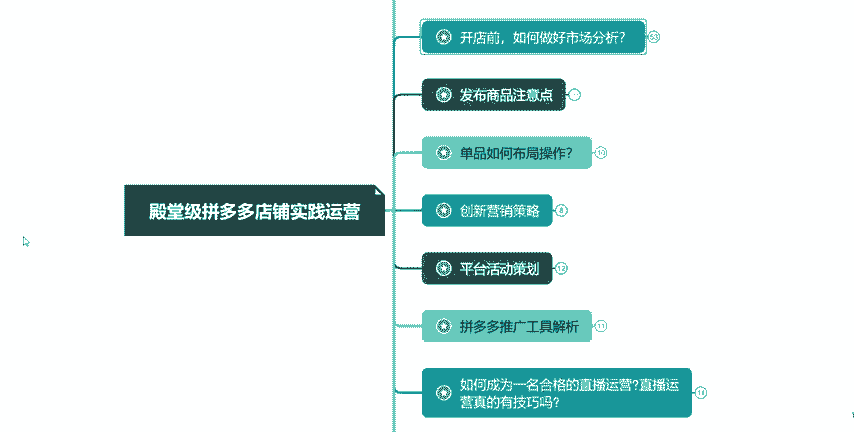 开店前，如何做好市场分析？
53
发布商品注意点
单品如何布局操作？
10
殿堂级拼多多店铺实践运营
创新营销策略
8
平台活动策划
12
拼多多推广工具解析
11
如何成为一名合格的直播运营?直播运
营真的有技巧吗？